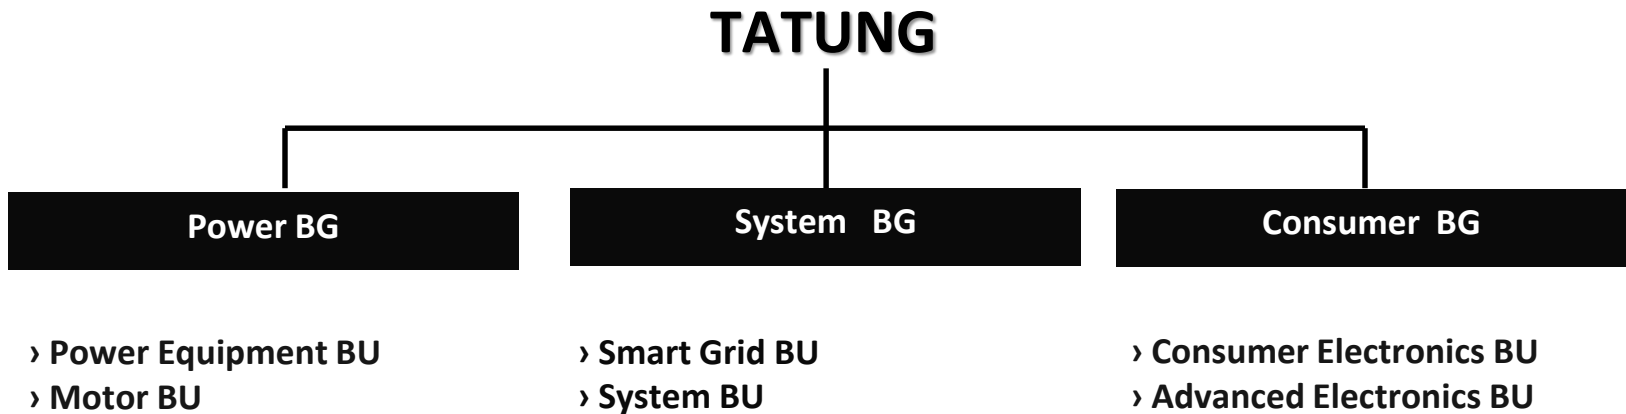 TATUNG
Power BG
System BG
Consumer BG
› Power Equipment BU
› Motor BU
› Smart Grid BU
› System BU
› Consumer Electronics BU
› Advanced Electronics BU